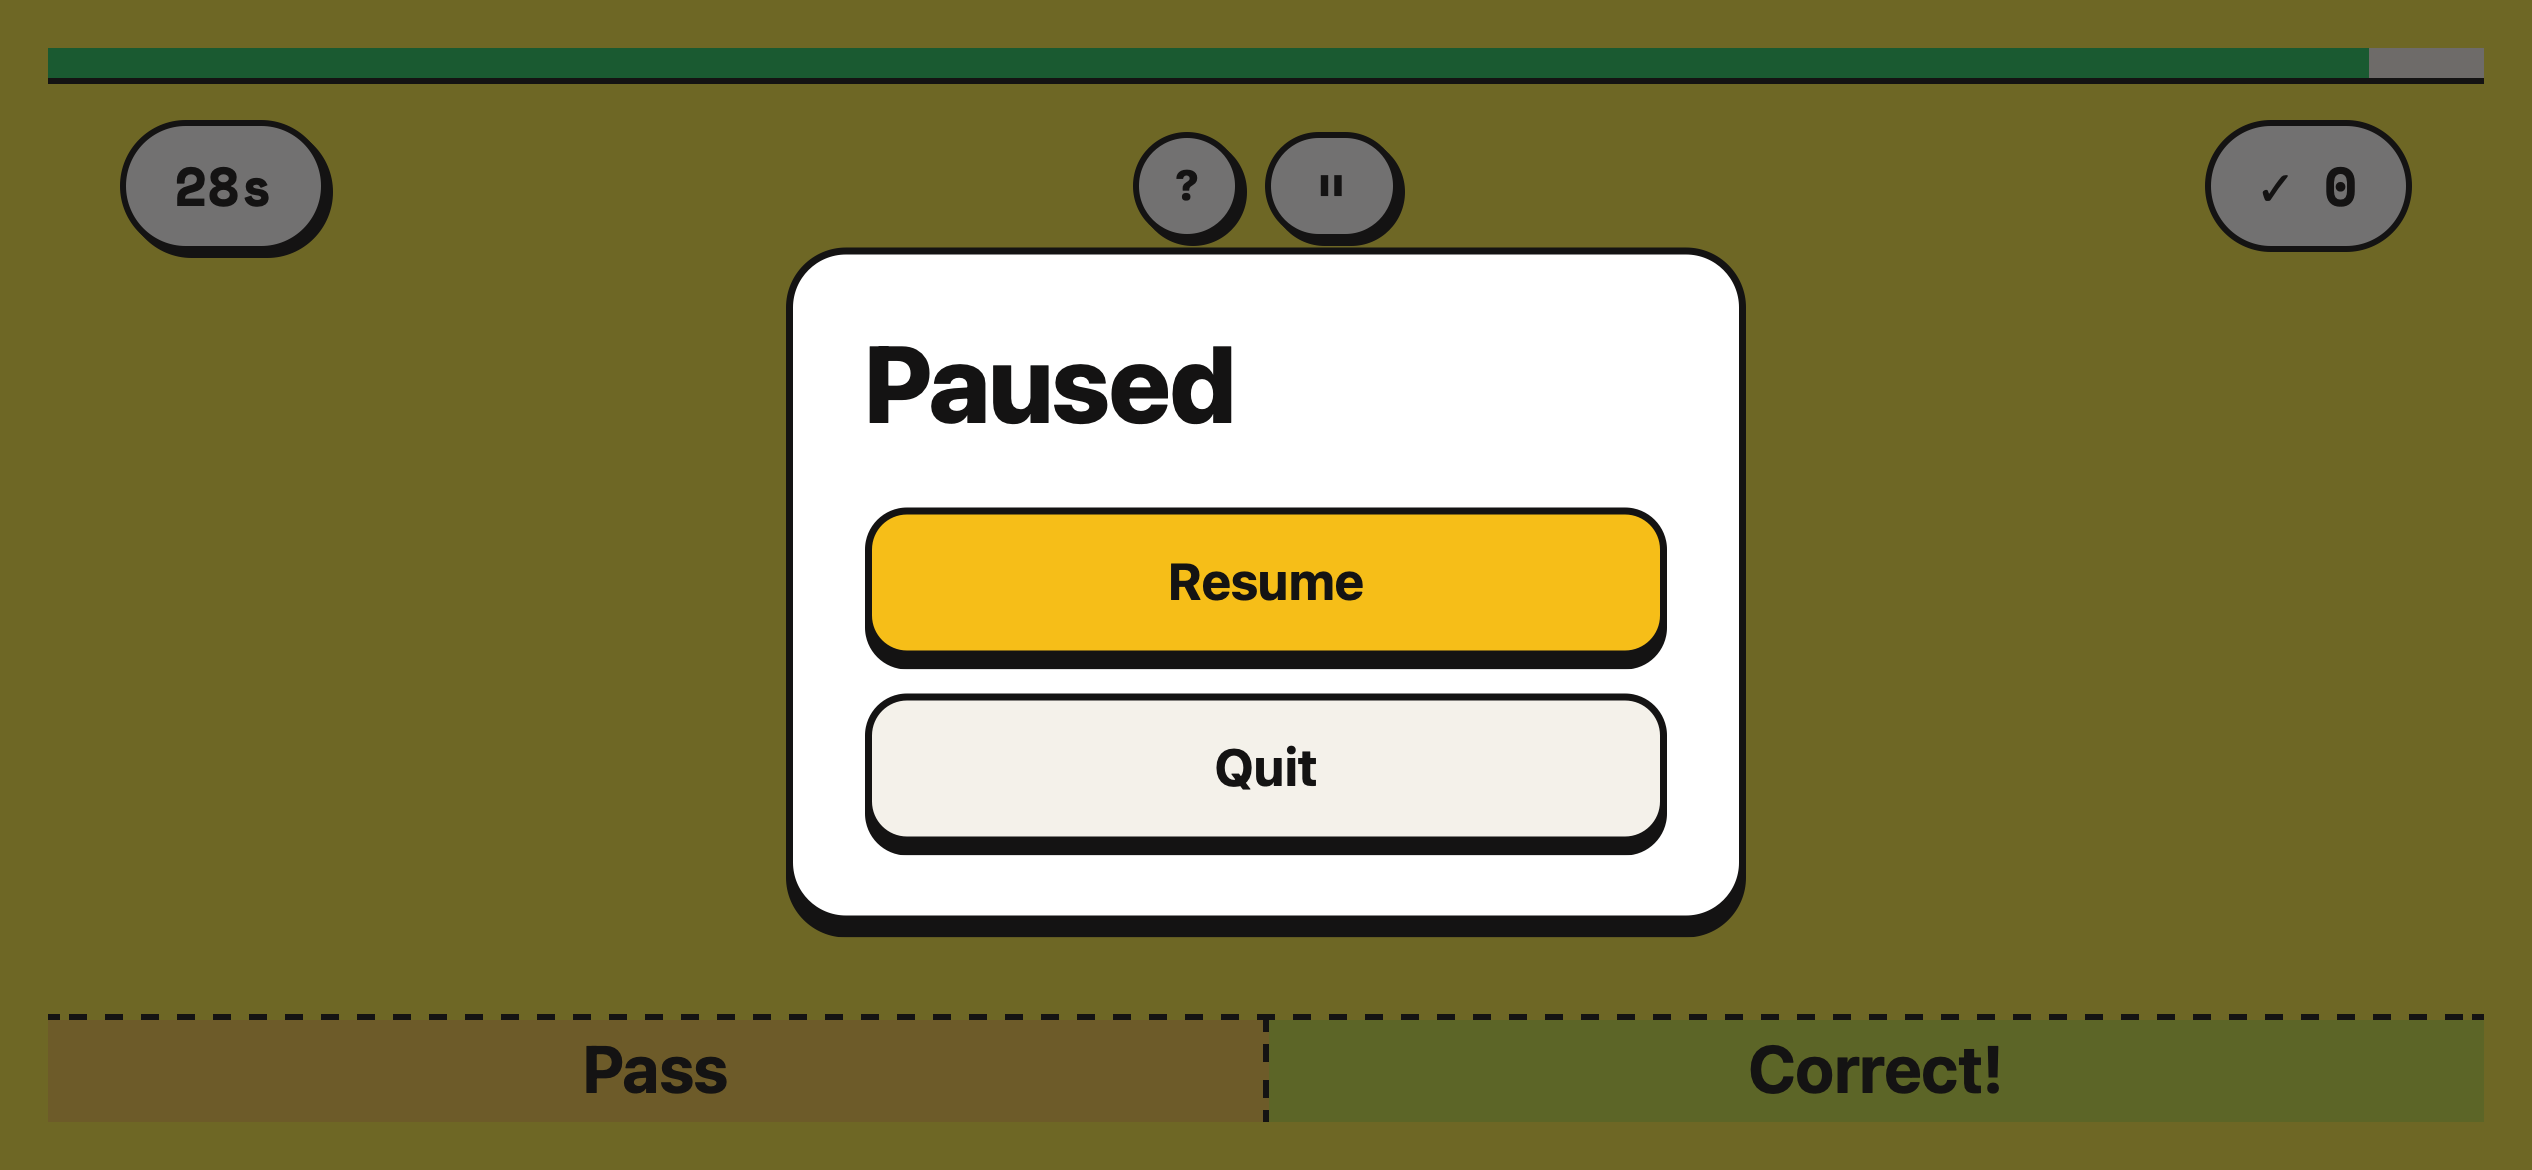 28s ? " ✓ 0
Paused
Resume
Quit
Pass Correct!